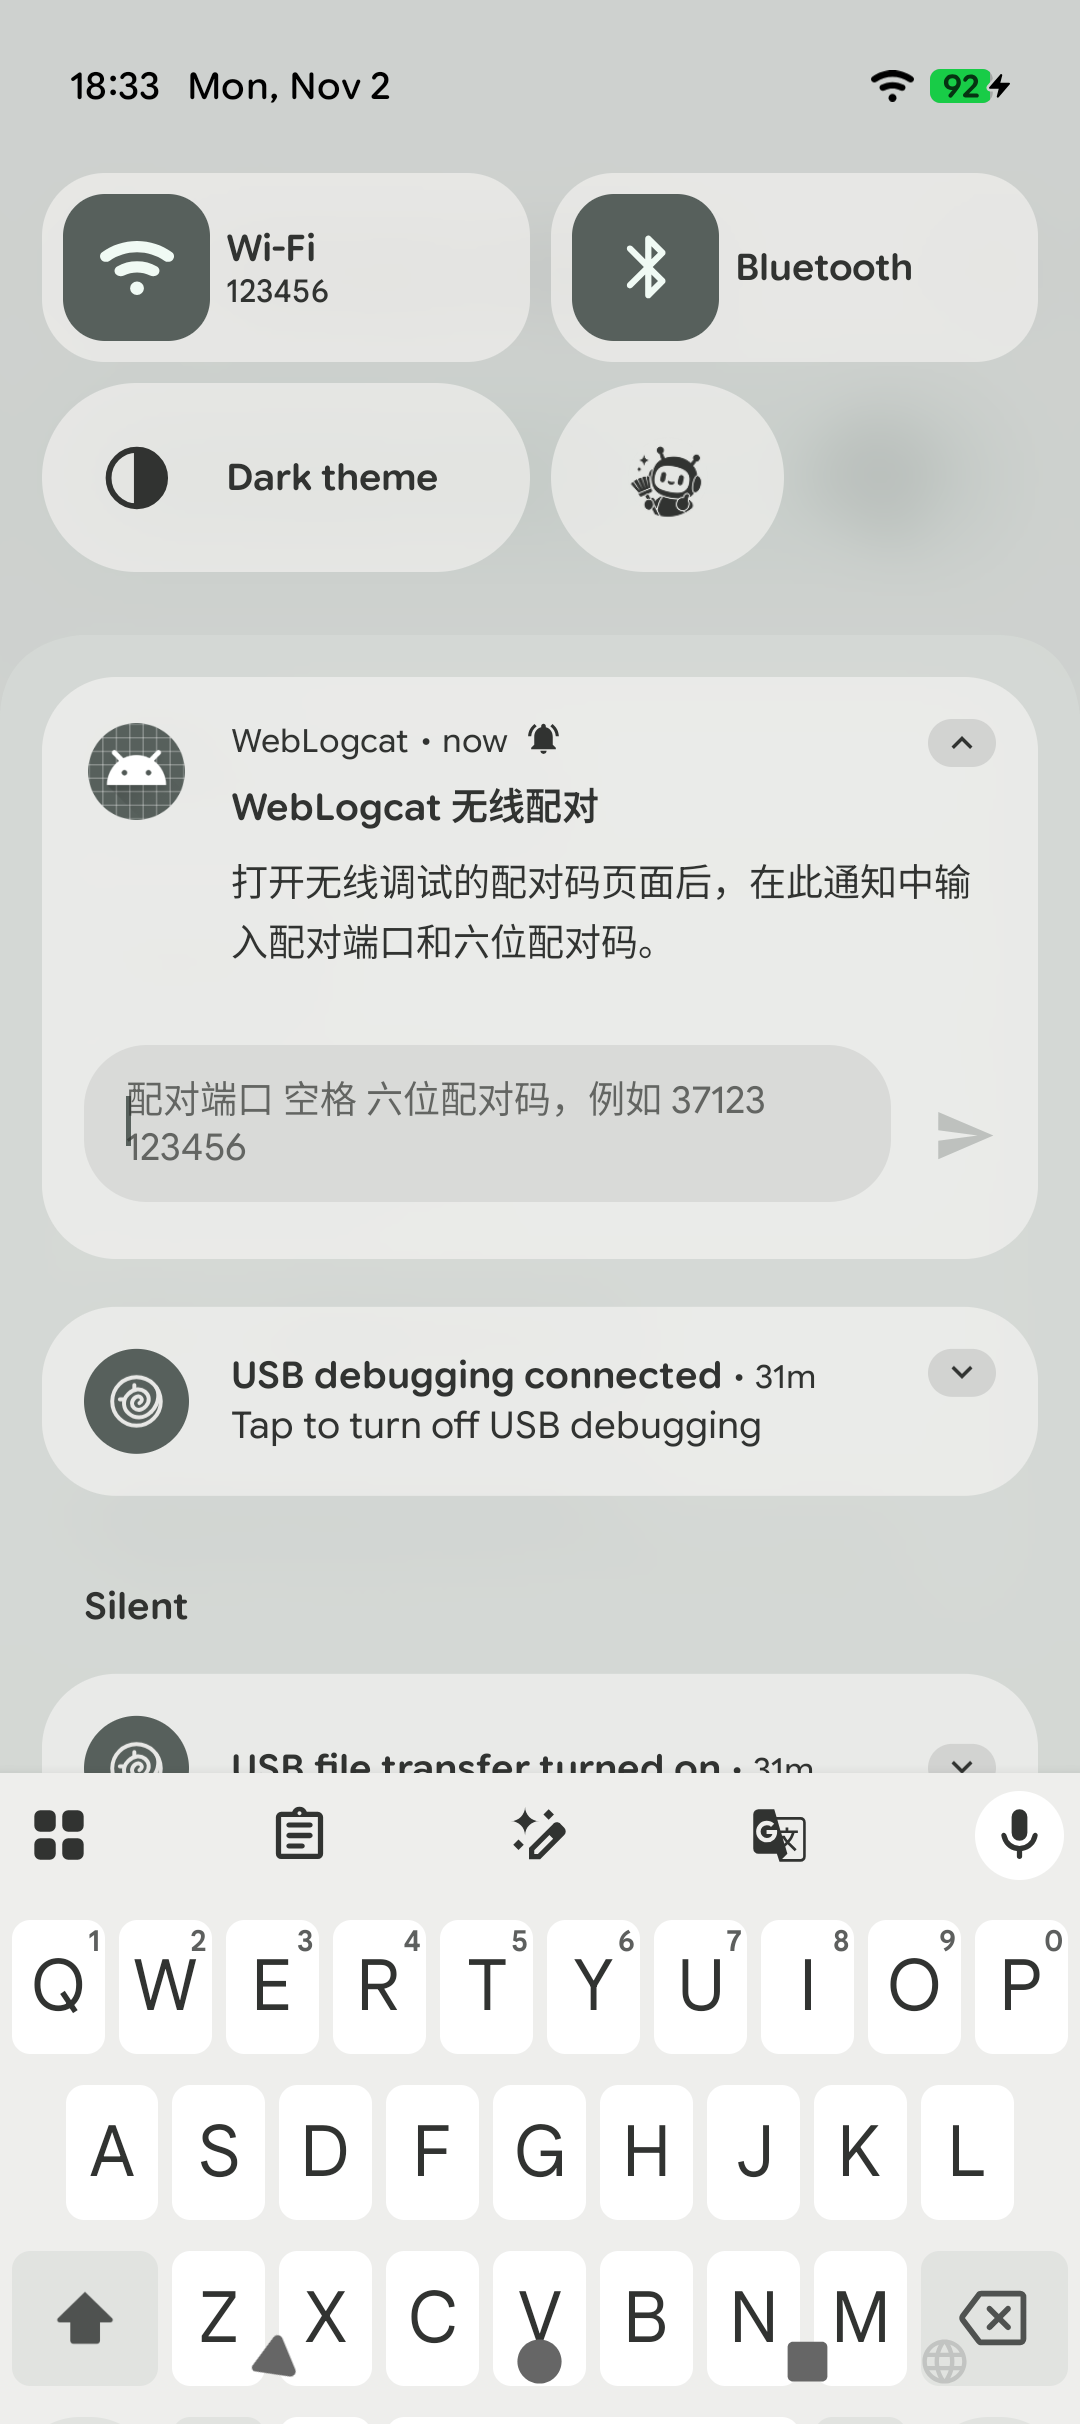 18:33 Mon, Nov 2
92
Wi-Fi
123456
Bluetooth
Dark theme
WebLogcat • now
WebLogcat 无线配对
打开无线调试的配对码页面后，在此通知中输
入配对端口和六位配对码。
配对端口 空格 六位配对码，例如 37123
123456
USB debugging connected • 31m
Tap to turn off USB debugging
Silent
USB file transfer turned on • 31m
G 文
1 2 3 4 5 6 7 8 9 0
Q W E R T Y U I O P
A S D F G H J K L
Z X C V B N M